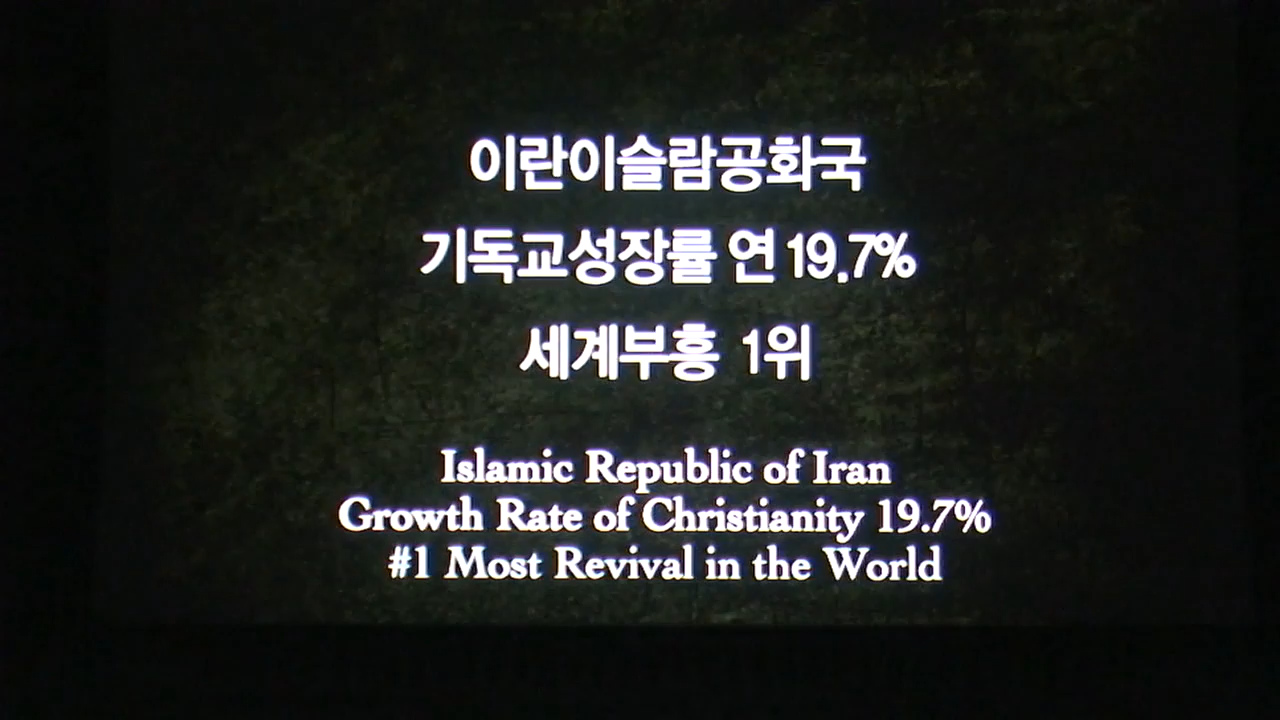 이란이슬람공화국
기독교성장률 연 19.7%
세계부흥 1위
Islamic Republic of Iran
Growth Rate of Christianity 19.7%
#1 Most Revival in the World